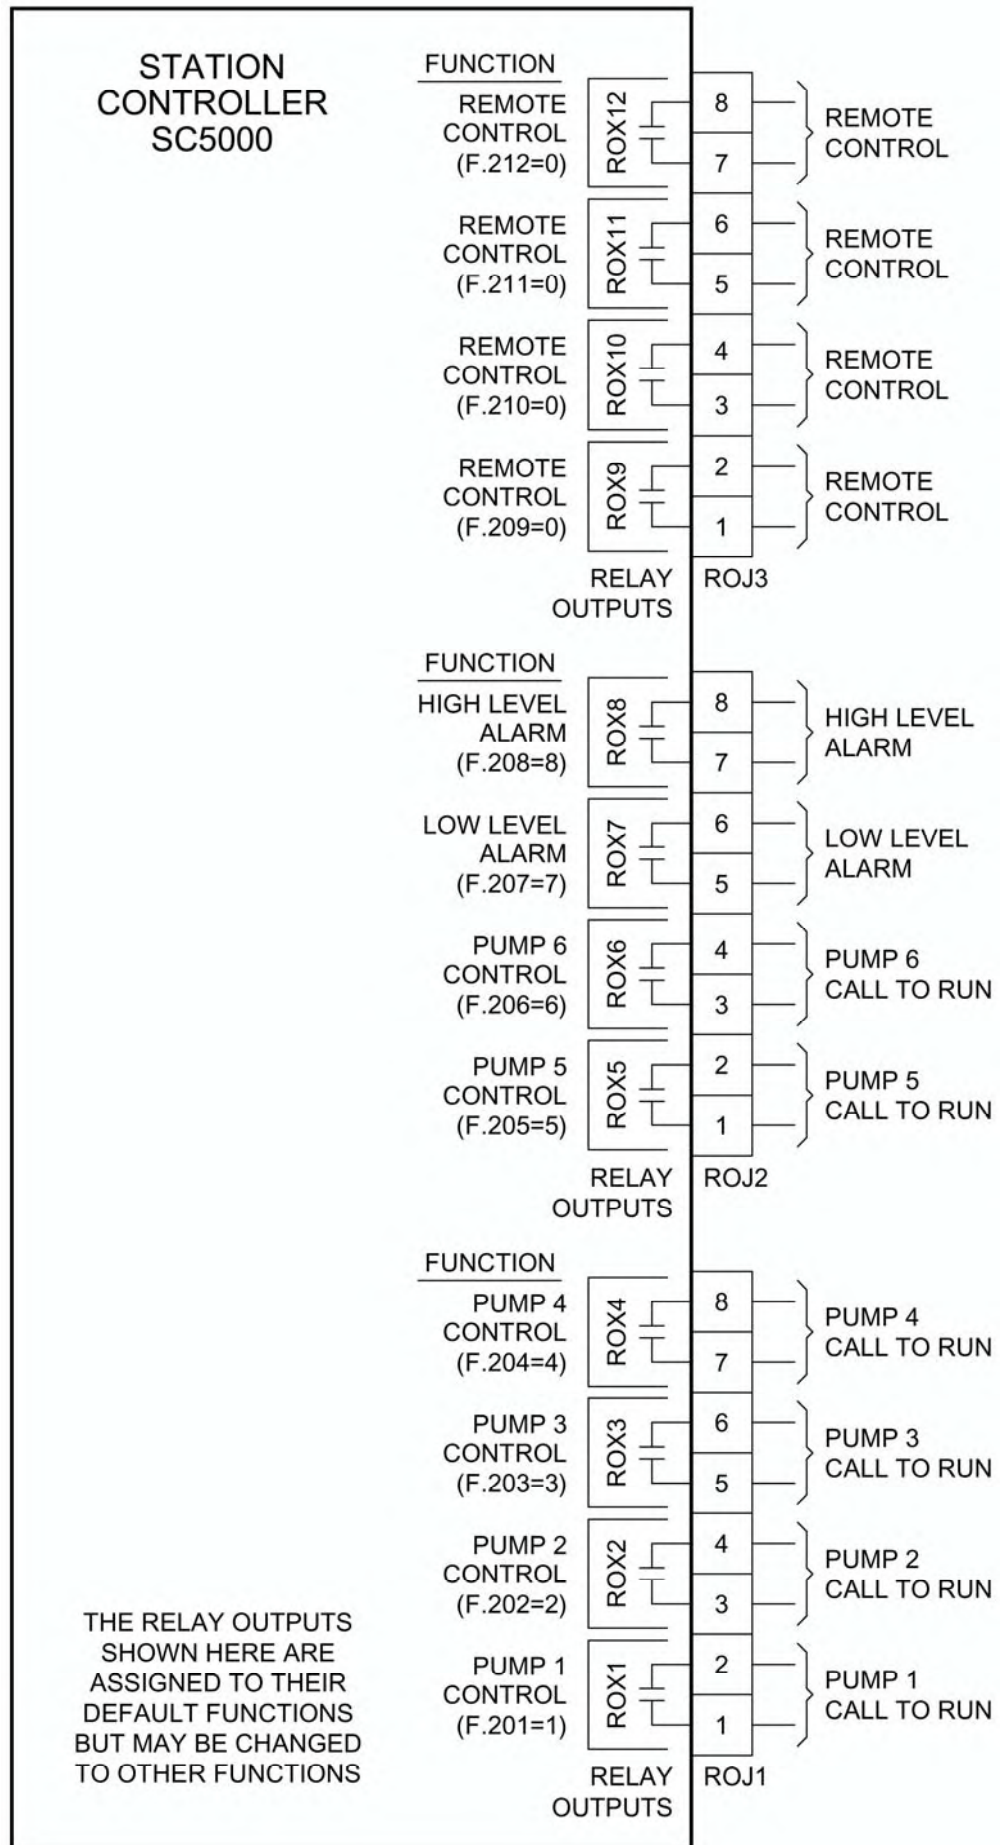 STATION
CONTROLLER
SC5000
FUNCTION
REMOTE
CONTROL
(F.212=0)
ROX12
8
7
REMOTE
CONTROL
REMOTE
CONTROL
(F.211=0)
ROX11
6
5
REMOTE
CONTROL
REMOTE
CONTROL
(F.210=0)
ROX10
4
3
REMOTE
CONTROL
REMOTE
CONTROL
(F.209=0)
ROX9
2
1
REMOTE
CONTROL
RELAY
OUTPUTS
ROJ3
FUNCTION
HIGH LEVEL
ALARM
(F.208=8)
ROX8
8
7
HIGH LEVEL
ALARM
LOW LEVEL
ALARM
(F.207=7)
ROX7
6
5
LOW LEVEL
ALARM
PUMP 6
CONTROL
(F.206=6)
ROX6
4
3
PUMP 6
CALL TO RUN
PUMP 5
CONTROL
(F.205=5)
ROX5
2
1
PUMP 5
CALL TO RUN
RELAY
OUTPUTS
ROJ2
FUNCTION
PUMP 4
CONTROL
(F.204=4)
ROX4
8
7
PUMP 4
CALL TO RUN
PUMP 3
CONTROL
(F.203=3)
ROX3
6
5
PUMP 3
CALL TO RUN
PUMP 2
CONTROL
(F.202=2)
ROX2
4
3
PUMP 2
CALL TO RUN
PUMP 1
CONTROL
(F.201=1)
ROX1
2
1
PUMP 1
CALL TO RUN
RELAY
OUTPUTS
ROJ1
THE RELAY OUTPUTS
SHOWN HERE ARE
ASSIGNED TO THEIR
DEFAULT FUNCTIONS
BUT MAY BE CHANGED
TO OTHER FUNCTIONS